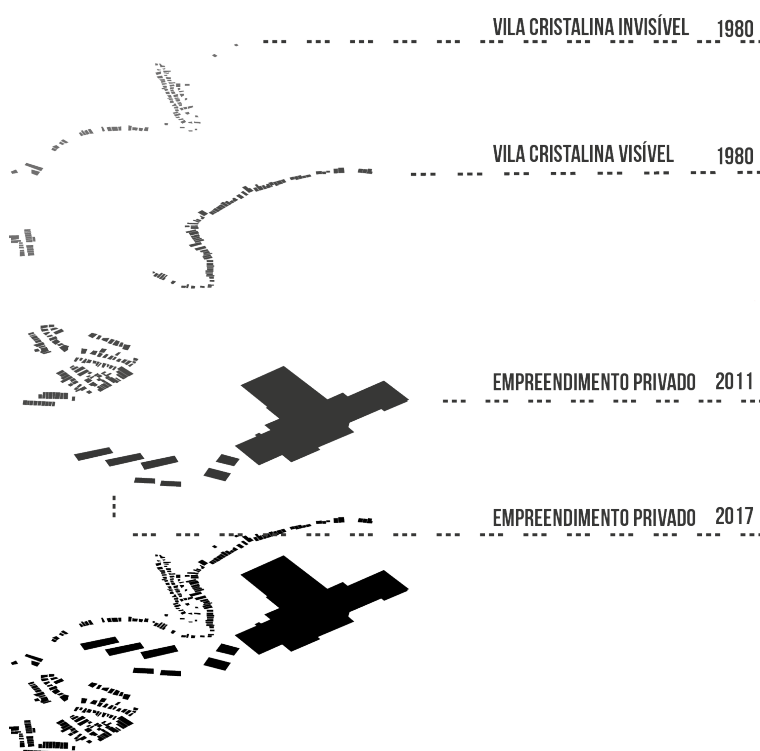 VILA CRISTALINA INVISÍVEL 1980
VILA CRISTALINA VISÍVEL 1980
EMPREENDIMENTO PRIVADO 2011
EMPREENDIMENTO PRIVADO 2017